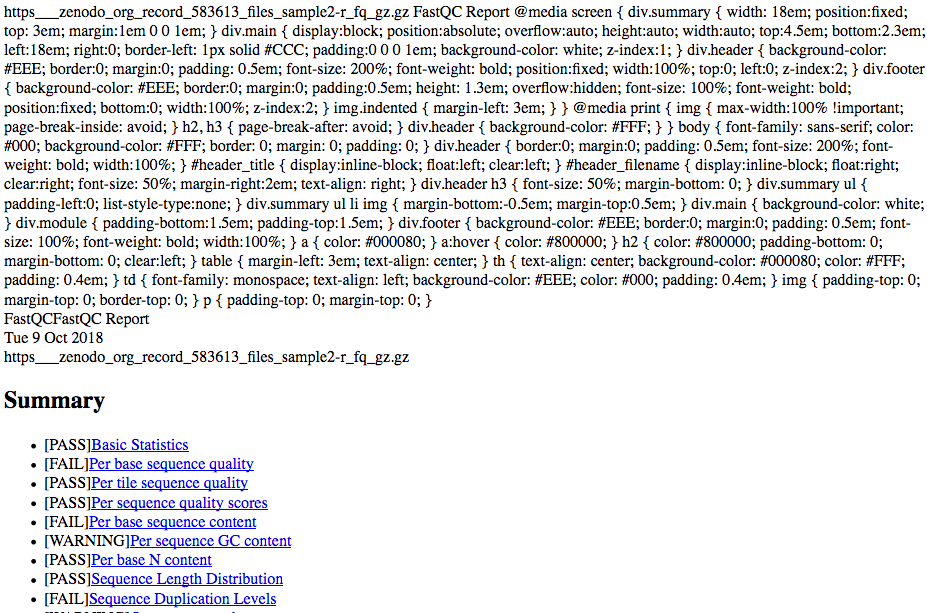 https___zenodo_org_record_583613_files_sample2-r_fq_gz.gz FastQC Report @media screen { div.summary { width: 18em; position:fixed;
top: 3em; margin:1em 0 0 1em; } div.main { display:block; position:absolute; overflow:auto; height:auto; width:auto; top:4.5em; bottom:2.3em;
left:18em; right:0; border-left: 1px solid #CCC; padding:0 0 0 1em; background-color: white; z-index:1; } div.header { background-color:
#EEE; border:0; margin:0; padding: 0.5em; font-size: 200%; font-weight: bold; position:fixed; width:100%; top:0; left:0; z-index:2; } div.footer
{ background-color: #EEE; border:0; margin:0; padding:0.5em; height: 1.3em; overflow:hidden; font-size: 100%; font-weight: bold;
position:fixed; bottom:0; width:100%; z-index:2; } img.indented { margin-left: 3em; } } @media print { img { max-width:100% !important;
page-break-inside: avoid; } h2, h3 { page-break-after: avoid; } div.header { background-color: #FFF; } } body { font-family: sans-serif; color:
#000; background-color: #FFF; border: 0; margin: 0; padding: 0; } div.header { border:0; margin:0; padding: 0.5em; font-size: 200%; font-
weight: bold; width:100%; } #header_title { display:inline-block; float:left; clear:left; } #header_filename { display:inline-block; float:right;
clear:right; font-size: 50%; margin-right:2em; text-align: right; } div.header h3 { font-size: 50%; margin-bottom: 0; } div.summary ul {
padding-left:0; list-style-type:none; } div.summary ul li img { margin-bottom:-0.5em; margin-top:0.5em; } div.main { background-color: white;
} div.module { padding-bottom:1.5em; padding-top:1.5em; } div.footer { background-color: #EEE; border:0; margin:0; padding: 0.5em; font-
size: 100%; font-weight: bold; width:100%; } a { color: #000080; } a:hover { color: #800000; } h2 { color: #800000; padding-bottom: 0;
margin-bottom: 0; clear:left; } table { margin-left: 3em; text-align: center; } th { text-align: center; background-color: #000080; color: #FFF;
padding: 0.4em; } td { font-family: monospace; text-align: left; background-color: #EEE; color: #000; padding: 0.4em; } img { padding-top: 0;
margin-top: 0; border-top: 0; } p { padding-top: 0; margin-top: 0; }
FastQCFastQC Report
Tue 9 Oct 2018
https___zenodo_org_record_583613_files_sample2-r_fq_gz.gz
Summary
• [PASS]Basic Statistics
• [FAIL]Per base sequence quality
• [PASS]Per tile sequence quality
• [PASS]Per sequence quality scores
• [FAIL]Per base sequence content
• [WARNING]Per sequence GC content
• [PASS]Per base N content
• [PASS]Sequence Length Distribution
• [FAIL]Sequence Duplication Levels